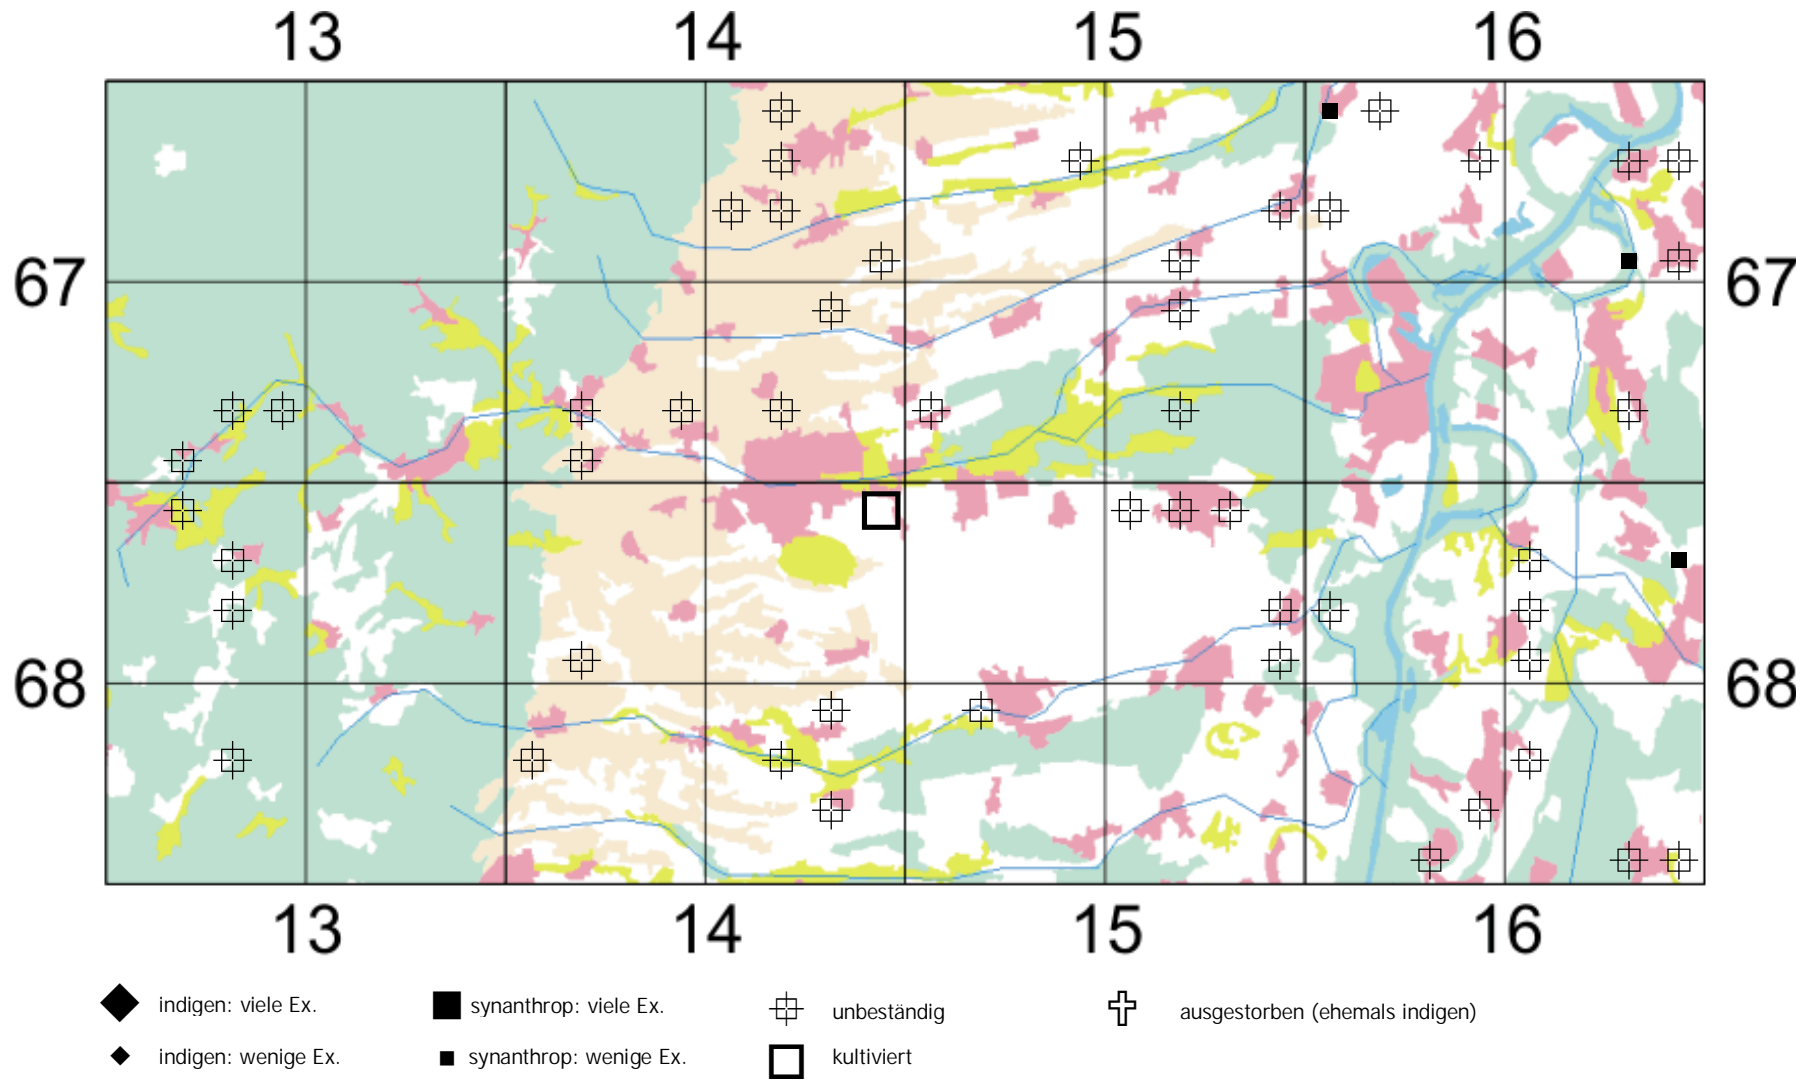 13 14 15 16
67 67
68 68
13 14 15 16
indigen: viele Ex. synanthrop: viele Ex. unbeständig ausgestorben (ehemals indigen)
indigen: wenige Ex. synanthrop: wenige Ex. kultiviert